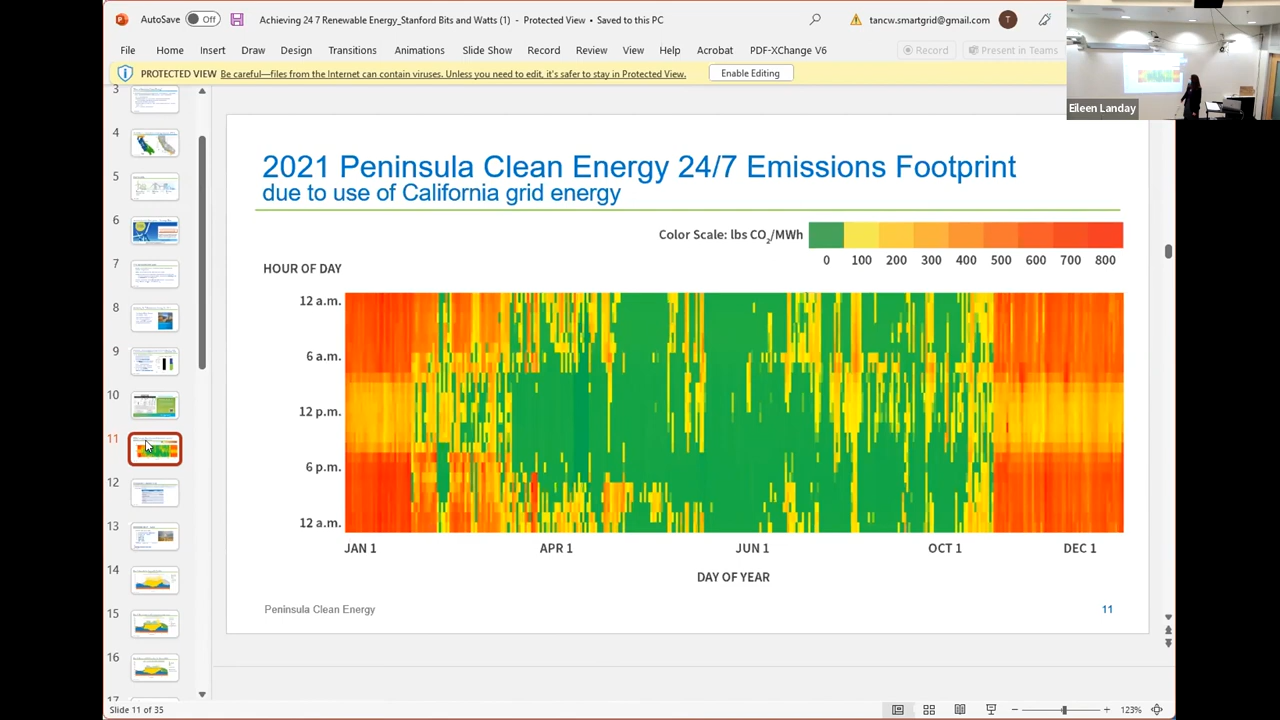 AutoSave Off Achieving 24 7 Renewable Energy_Stanford Bits and Watts (1) - Protected View • Saved to this PC tancw.smartgrid@gmail.com T
File Home Insert Draw Design Transitions Animations Slide Show Record Review View Help Acrobat PDF-XChange V6 Record Present in Teams
PROTECTED VIEW Be careful—files from the Internet can contain viruses. Unless you need to edit, it's safer to stay in Protected View. Enable Editing
Eileen Landay
3
4
5
6
7
8
9
10
11
12
13
14
15
16
17
2021 Peninsula Clean Energy 24/7 Emissions Footprint
due to use of California grid energy
Color Scale: lbs CO2/MWh
0 100 200 300 400 500 600 700 800
HOUR OF DAY
12 a.m.
6 a.m.
12 p.m.
6 p.m.
12 a.m.
JAN 1 APR 1 JUN 1 OCT 1 DEC 1
DAY OF YEAR
Peninsula Clean Energy 11
Slide 11 of 35 123%